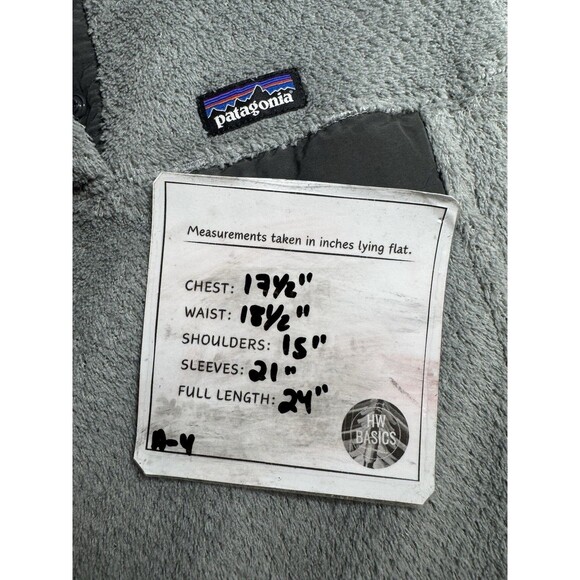 patagonia
Measurements taken in inches lying flat.
CHEST: 17½"
WAIST: 18½"
SHOULDERS: 15"
SLEEVES: 21"
FULL LENGTH: 24"
HW
BASICS
A-4